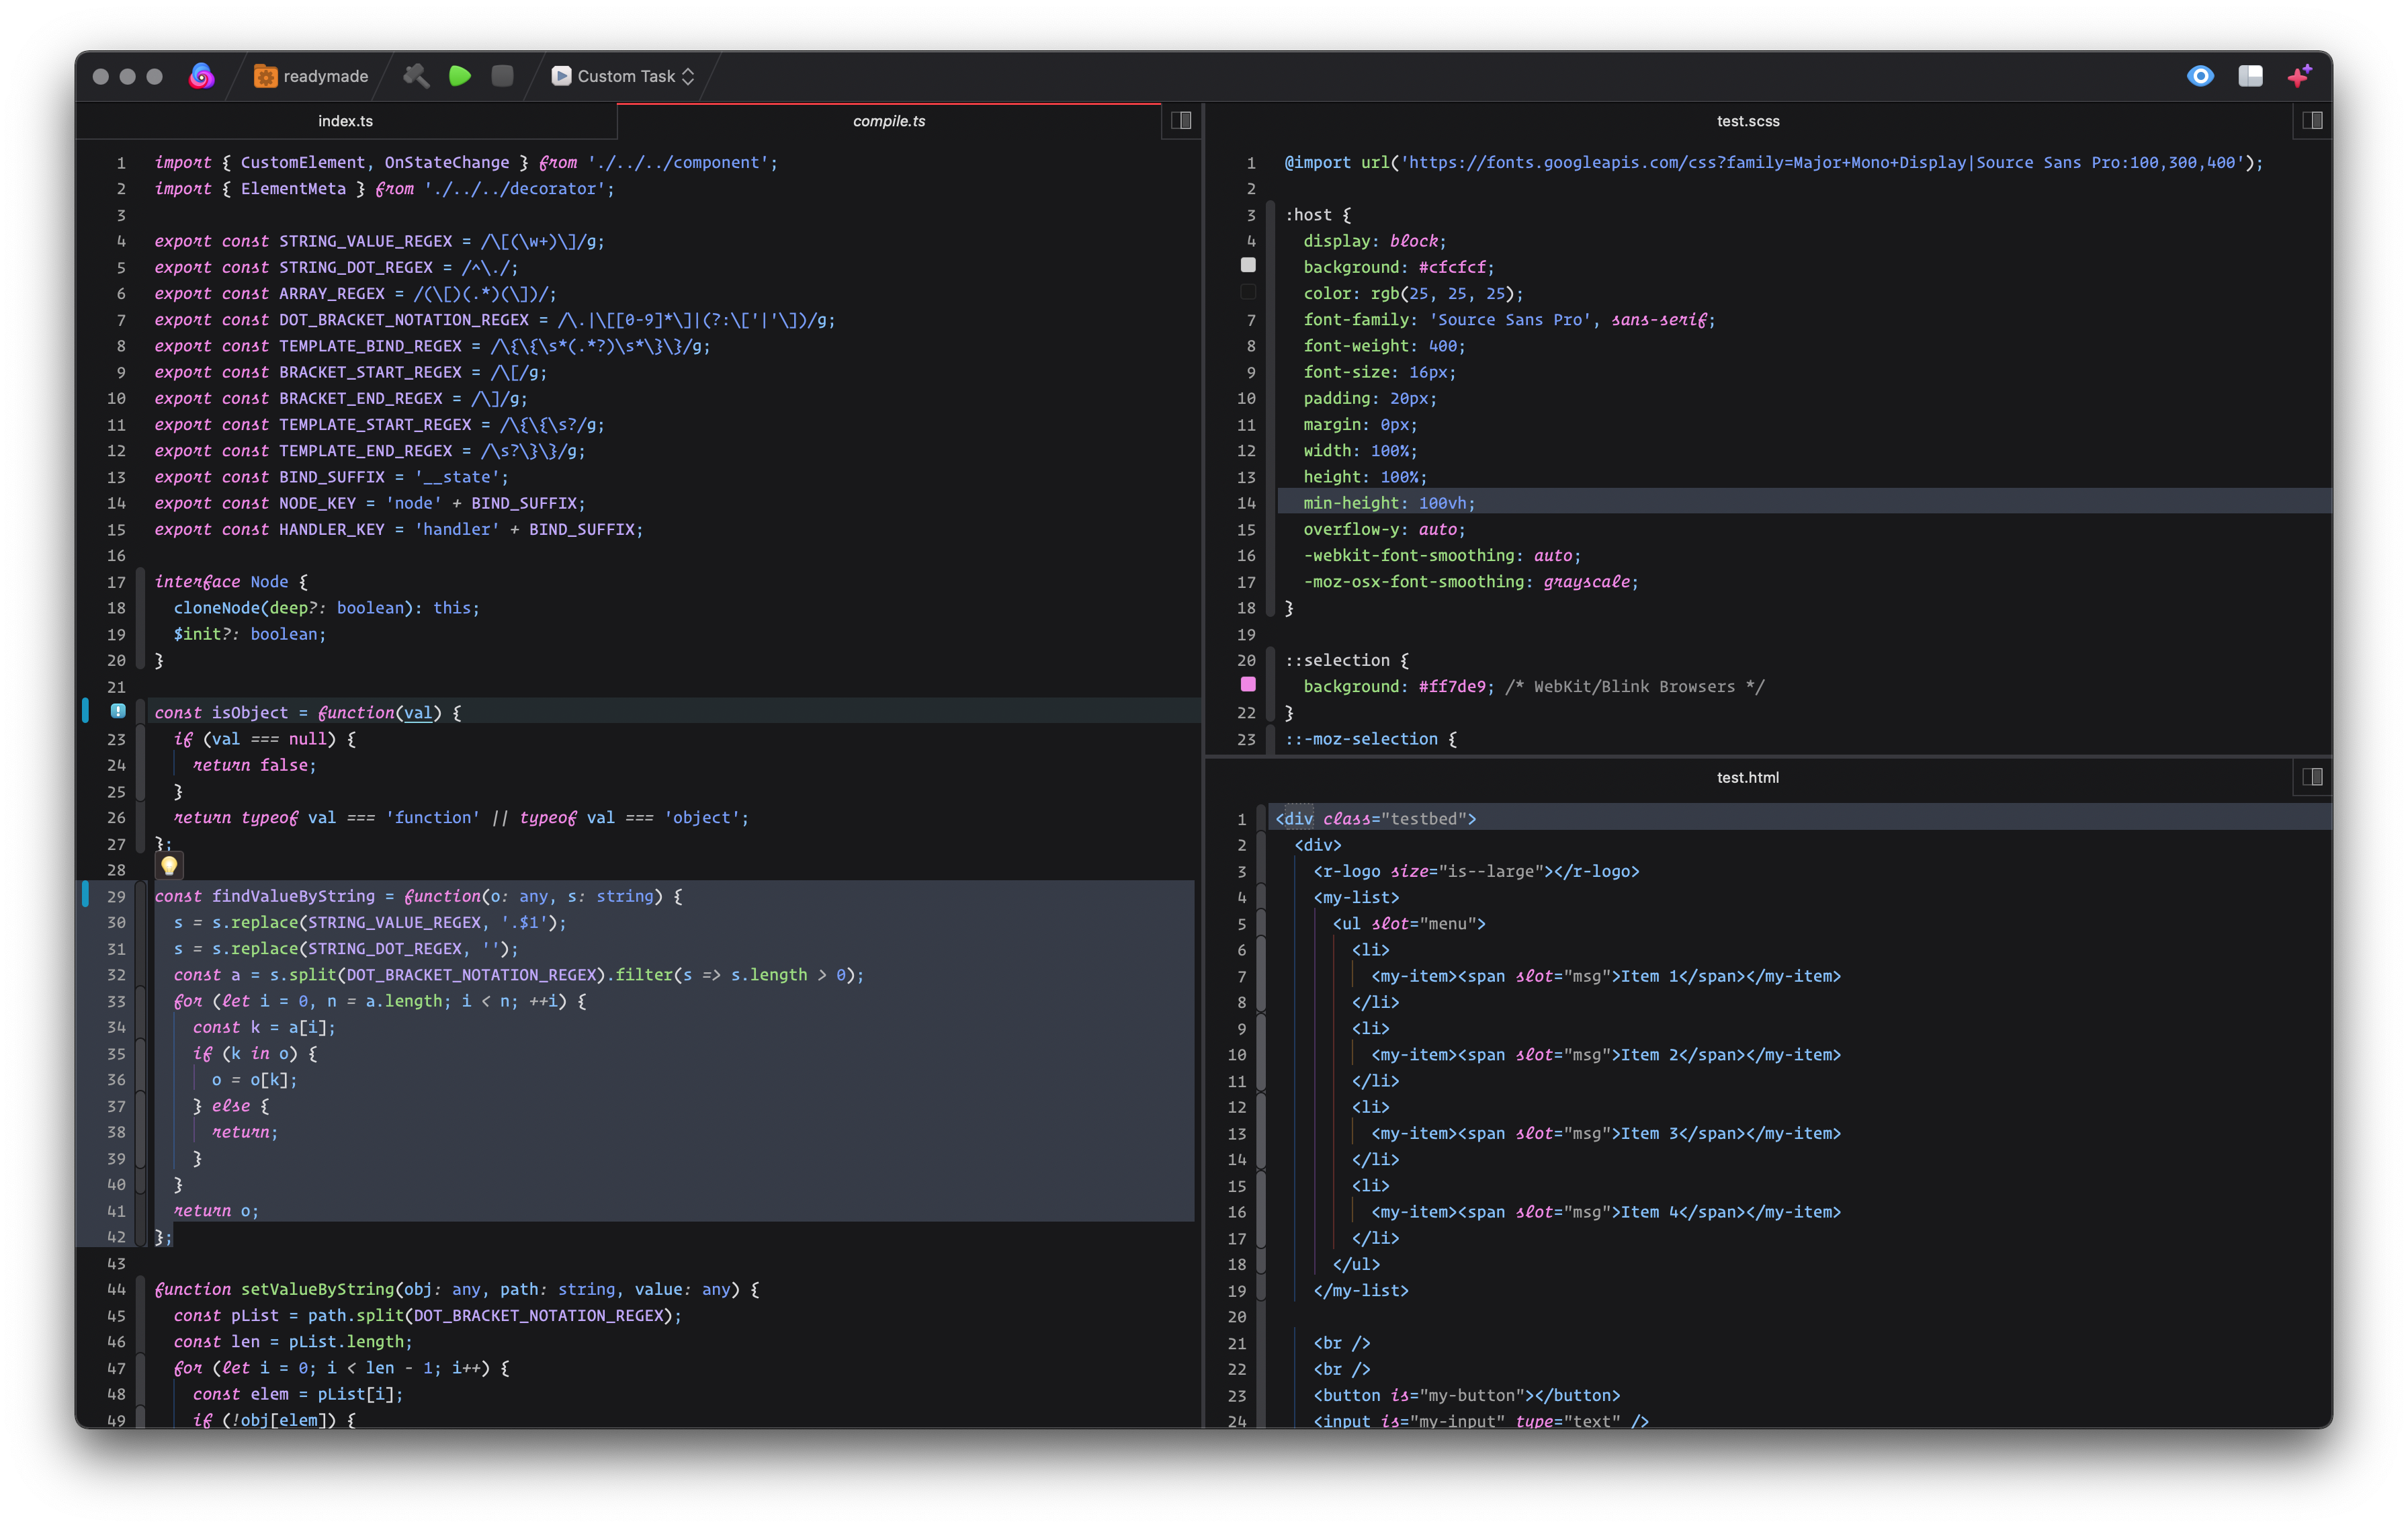 readymade
Custom Task
index.ts
compile.ts
1 import { CustomElement, OnStateChange } from './../../component';
2 import { ElementMeta } from './../../decorator';
3
4 export const STRING_VALUE_REGEX = /\[(\w+)\]/g;
5 export const STRING_DOT_REGEX = /^\./;
6 export const ARRAY_REGEX = /(\[)(.*)(\])/;
7 export const DOT_BRACKET_NOTATION_REGEX = /\.|\[[0-9]*\]|(?:\['|'\])/g;
8 export const TEMPLATE_BIND_REGEX = /\{\{\s*(.*?)\s*\}\}/g;
9 export const BRACKET_START_REGEX = /\[/g;
10 export const BRACKET_END_REGEX = /\]/g;
11 export const TEMPLATE_START_REGEX = /\{\{\s?/g;
12 export const TEMPLATE_END_REGEX = /\s?\}\}/g;
13 export const BIND_SUFFIX = '__state';
14 export const NODE_KEY = 'node' + BIND_SUFFIX;
15 export const HANDLER_KEY = 'handler' + BIND_SUFFIX;
16
17 interface Node {
18   cloneNode(deep?: boolean): this;
19   $init?: boolean;
20 }
21
const isObject = function(val) {
23   if (val === null) {
24     return false;
25   }
26   return typeof val === 'function' || typeof val === 'object';
27 };
28
29 const findValueByString = function(o: any, s: string) {
30   s = s.replace(STRING_VALUE_REGEX, '.$1');
31   s = s.replace(STRING_DOT_REGEX, '');
32   const a = s.split(DOT_BRACKET_NOTATION_REGEX).filter(s => s.length > 0);
33   for (let i = 0, n = a.length; i < n; ++i) {
34     const k = a[i];
35     if (k in o) {
36       o = o[k];
37     } else {
38       return;
39     }
40   }
41   return o;
42 };
43
44 function setValueByString(obj: any, path: string, value: any) {
45   const pList = path.split(DOT_BRACKET_NOTATION_REGEX);
46   const len = pList.length;
47   for (let i = 0; i < len - 1; i++) {
48     const elem = pList[i];
49     if (!obj[elem]) {
test.scss
1 @import url('https://fonts.googleapis.com/css?family=Major+Mono+Display|Source Sans Pro:100,300,400');
2
3 :host {
4   display: block;
background: #cfcfcf;
color: rgb(25, 25, 25);
7   font-family: 'Source Sans Pro', sans-serif;
8   font-weight: 400;
9   font-size: 16px;
10   padding: 20px;
11   margin: 0px;
12   width: 100%;
13   height: 100%;
14   min-height: 100vh;
15   overflow-y: auto;
16   -webkit-font-smoothing: auto;
17   -moz-osx-font-smoothing: grayscale;
18 }
19
20 ::selection {
background: #ff7de9; /* WebKit/Blink Browsers */
22 }
23 ::-moz-selection {
test.html
1 <div class="testbed">
2   <div>
3     <r-logo size="is--large"></r-logo>
4     <my-list>
5       <ul slot="menu">
6         <li>
7           <my-item><span slot="msg">Item 1</span></my-item>
8         </li>
9         <li>
10           <my-item><span slot="msg">Item 2</span></my-item>
11         </li>
12         <li>
13           <my-item><span slot="msg">Item 3</span></my-item>
14         </li>
15         <li>
16           <my-item><span slot="msg">Item 4</span></my-item>
17         </li>
18       </ul>
19     </my-list>
20
21     <br />
22     <br />
23     <button is="my-button"></button>
24     <input is="my-input" type="text" />